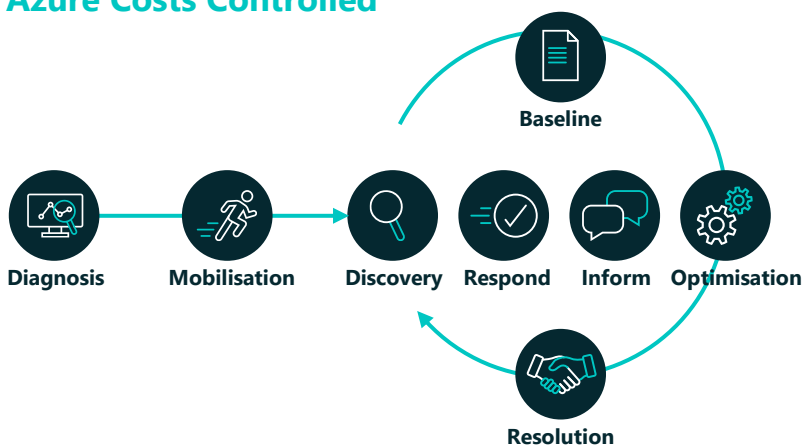 Azure Costs Controlled
Baseline
Diagnosis
Mobilisation
Discovery
Respond
Inform
Optimisation
Resolution